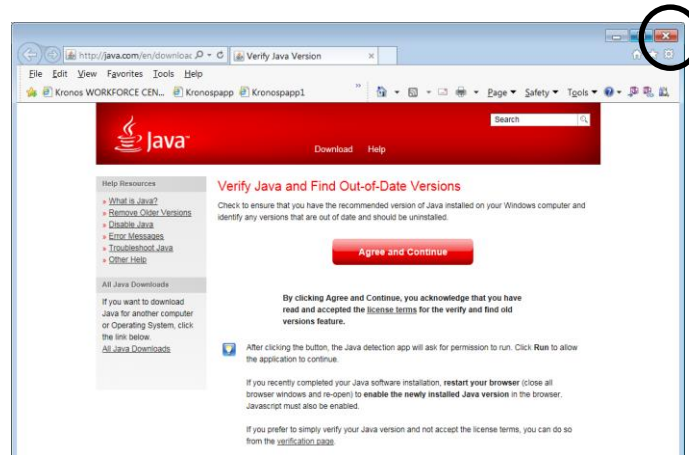 http://java.com/en/downloac
Verify Java Version
File Edit View Favorites Tools Help
Kronos WORKFORCE CEN... Kronospapp Kronospapp1 Page Safety Tools
Search
Java
Download Help
Help Resources
» What is Java?
» Remove Older Versions
» Disable Java
» Error Messages
» Troubleshoot Java
» Other Help
All Java Downloads
If you want to download
Java for another computer
or Operating System, click
the link below.
All Java Downloads
Verify Java and Find Out-of-Date Versions
Check to ensure that you have the recommended version of Java installed on your Windows computer and
identify any versions that are out of date and should be uninstalled.
Agree and Continue
By clicking Agree and Continue, you acknowledge that you have
read and accepted the license terms for the verify and find old
versions feature.
After clicking the button, the Java detection app will ask for permission to run. Click Run to allow
the application to continue.
If you recently completed your Java software installation, restart your browser (close all
browser windows and re-open) to enable the newly installed Java version in the browser.
Javascript must also be enabled.
If you prefer to simply verify your Java version and not accept the license terms, you can do so
from the verification page.